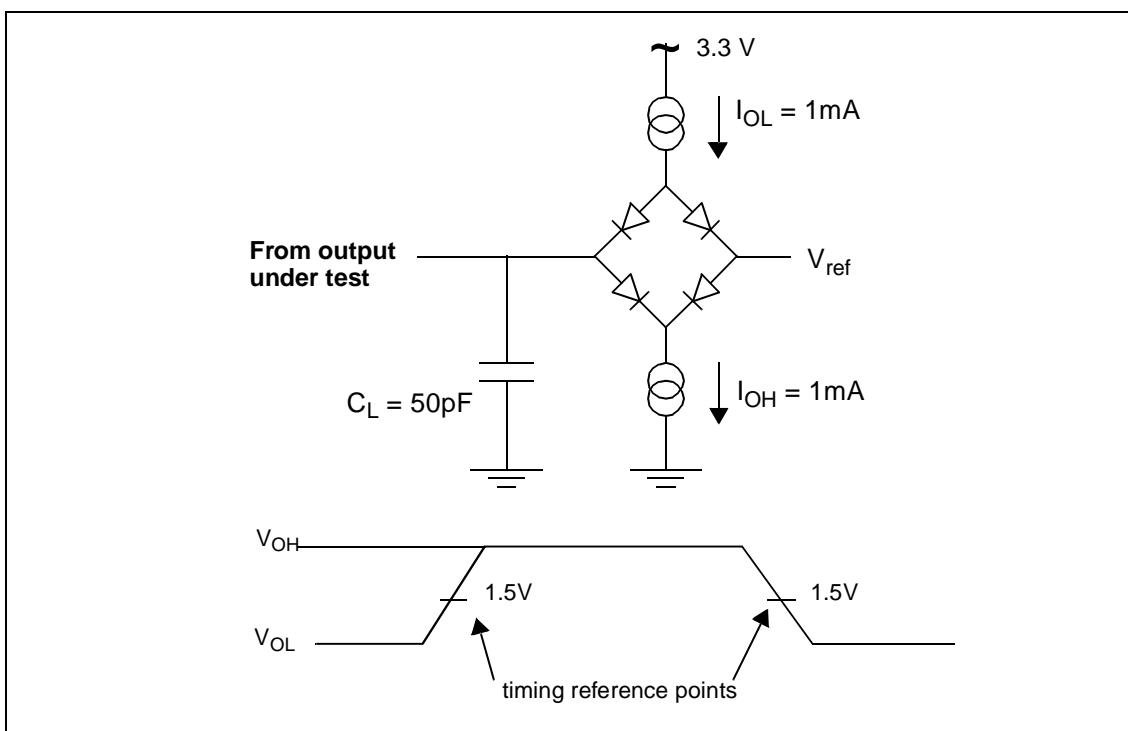 3.3 V
I_OL = 1mA
From output
under test
V_ref
C_L = 50pF
I_OH = 1mA
V_OH
1.5V
1.5V
V_OL
timing reference points